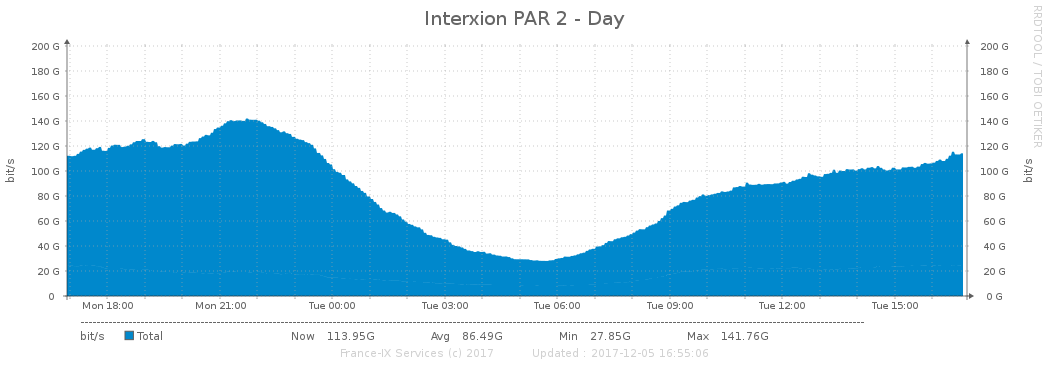 Interxion PAR 2 - Day
RRDTOOL / TOBI OETIKER
200 G 200 G
180 G 180 G
160 G 160 G
140 G 140 G
120 G 120 G
100 G 100 G
80 G 80 G
60 G 60 G
40 G 40 G
20 G 20 G
0 0 G
bit/s
bit/s
Mon 18:00 Mon 21:00 Tue 00:00 Tue 03:00 Tue 06:00 Tue 09:00 Tue 12:00 Tue 15:00
bit/s Total Now 113.95G Avg 86.49G Min 27.85G Max 141.76G
France-IX Services (c) 2017 Updated : 2017-12-05 16:55:06